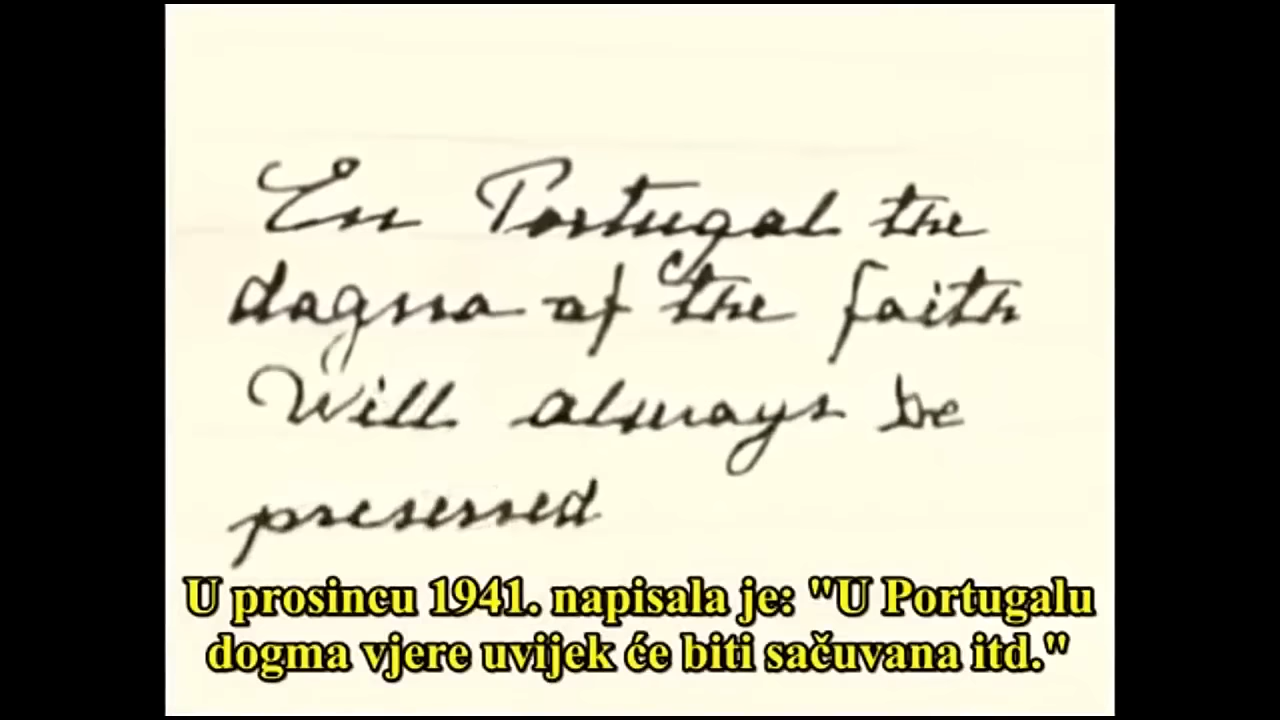 En Portugal the
dogma of the faith
Will always be
preserved
U prosincu 1941. napisala je: "U Portugalu
dogma vjere uvijek će biti sačuvana itd."